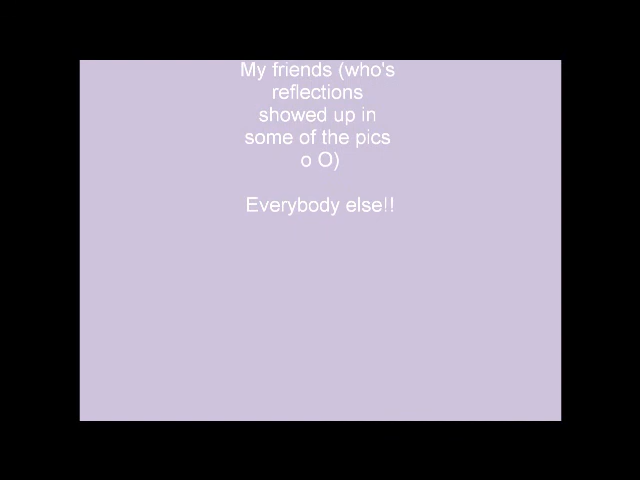 My friends (who's
reflections
showed up in
some of the pics
o O)
Everybody else!!